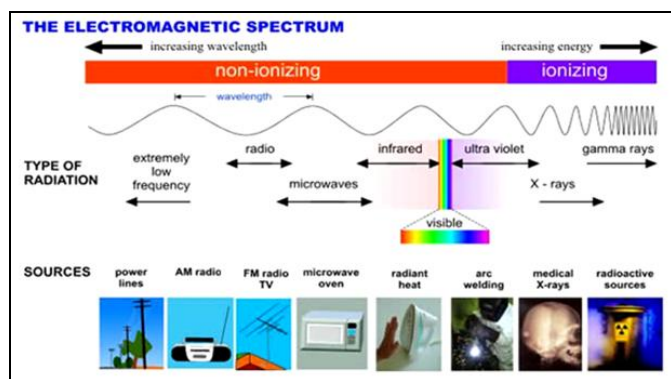 THE ELECTROMAGNETIC SPECTRUM
increasing wavelength
increasing energy
non-ionizing
ionizing
wavelength
TYPE OF
RADIATION
extremely
low
frequency
radio
microwaves
infrared
visible
ultra violet
X - rays
gamma rays
SOURCES
power
lines
AM radio
FM radio
TV
microwave
oven
radiant
heat
arc
welding
medical
X-rays
radioactive
sources